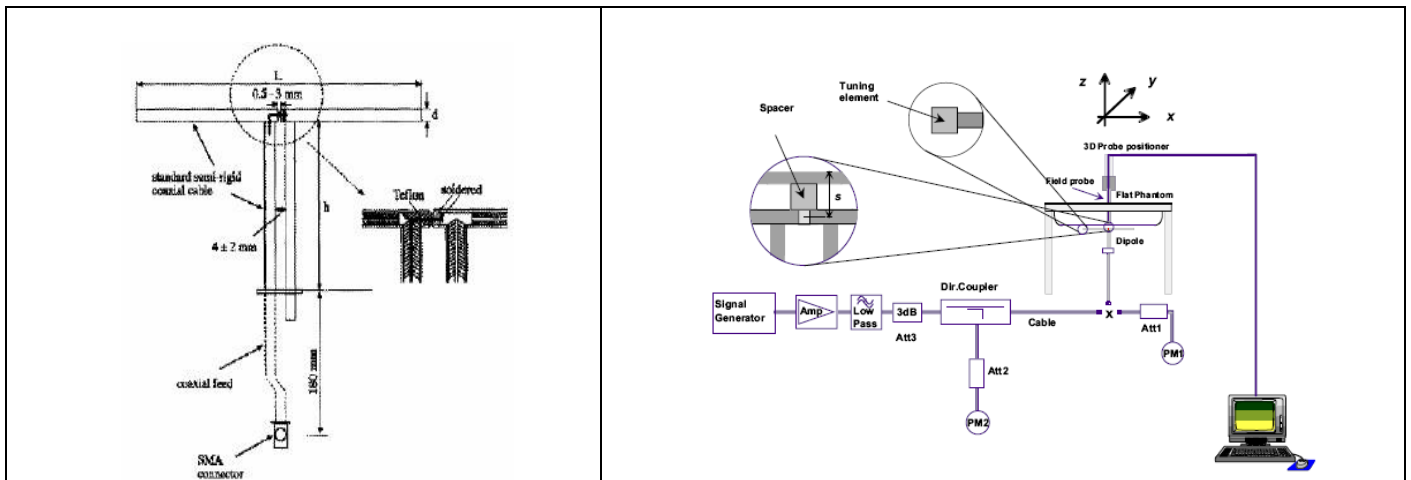 L
0.5-3 mm
d
standard semi-rigid
coaxial cable
Teflon
soldered
h
4 ± 2 mm
coaxial feed
180 mm
SMA
connector
Tuning
element
Spacer
s
z
y
x
3D Probe positioner
Field probe
Flat Phantom
Dipole
Signal
Generator
Amp
Low
Pass
3dB
Att3
Dir.Coupler
Cable
X
Att1
PM1
Att2
PM2